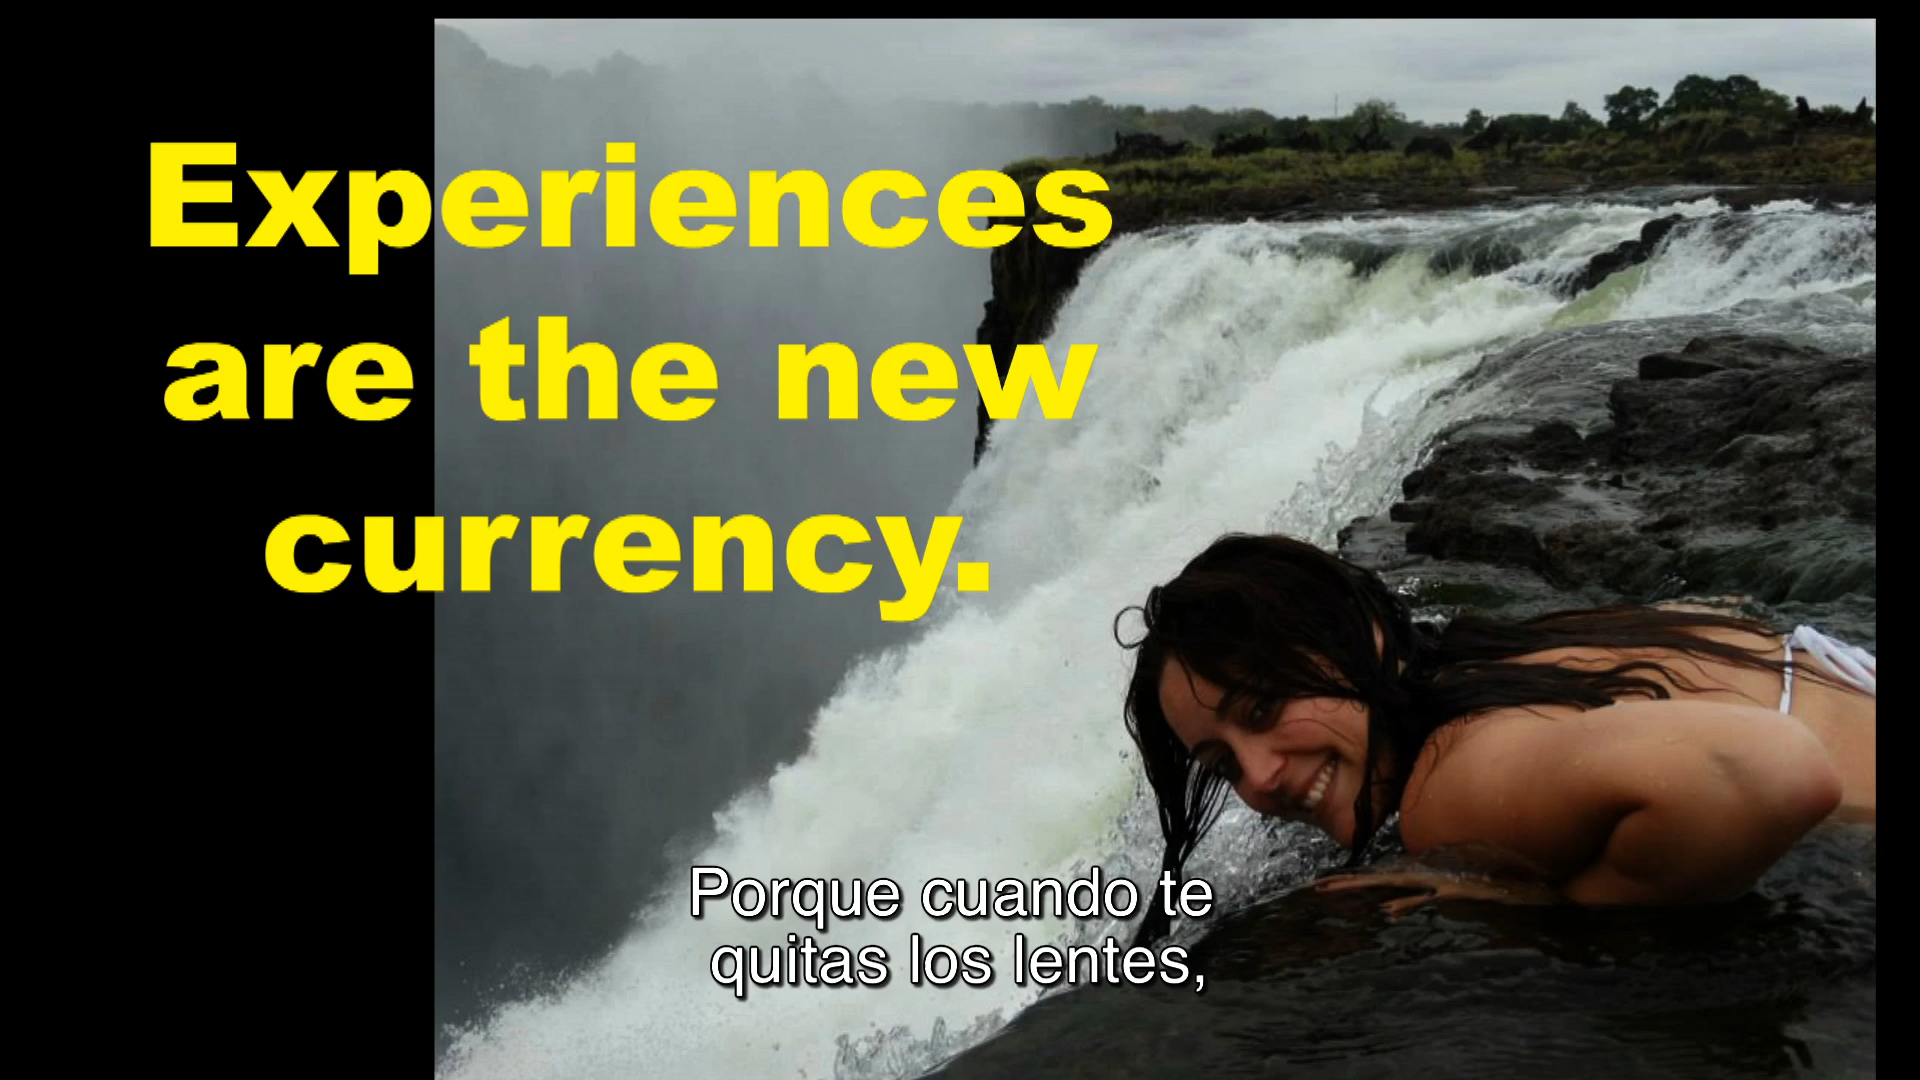 Experiences
are the new
currency.
Porque cuando te
quitas los lentes,